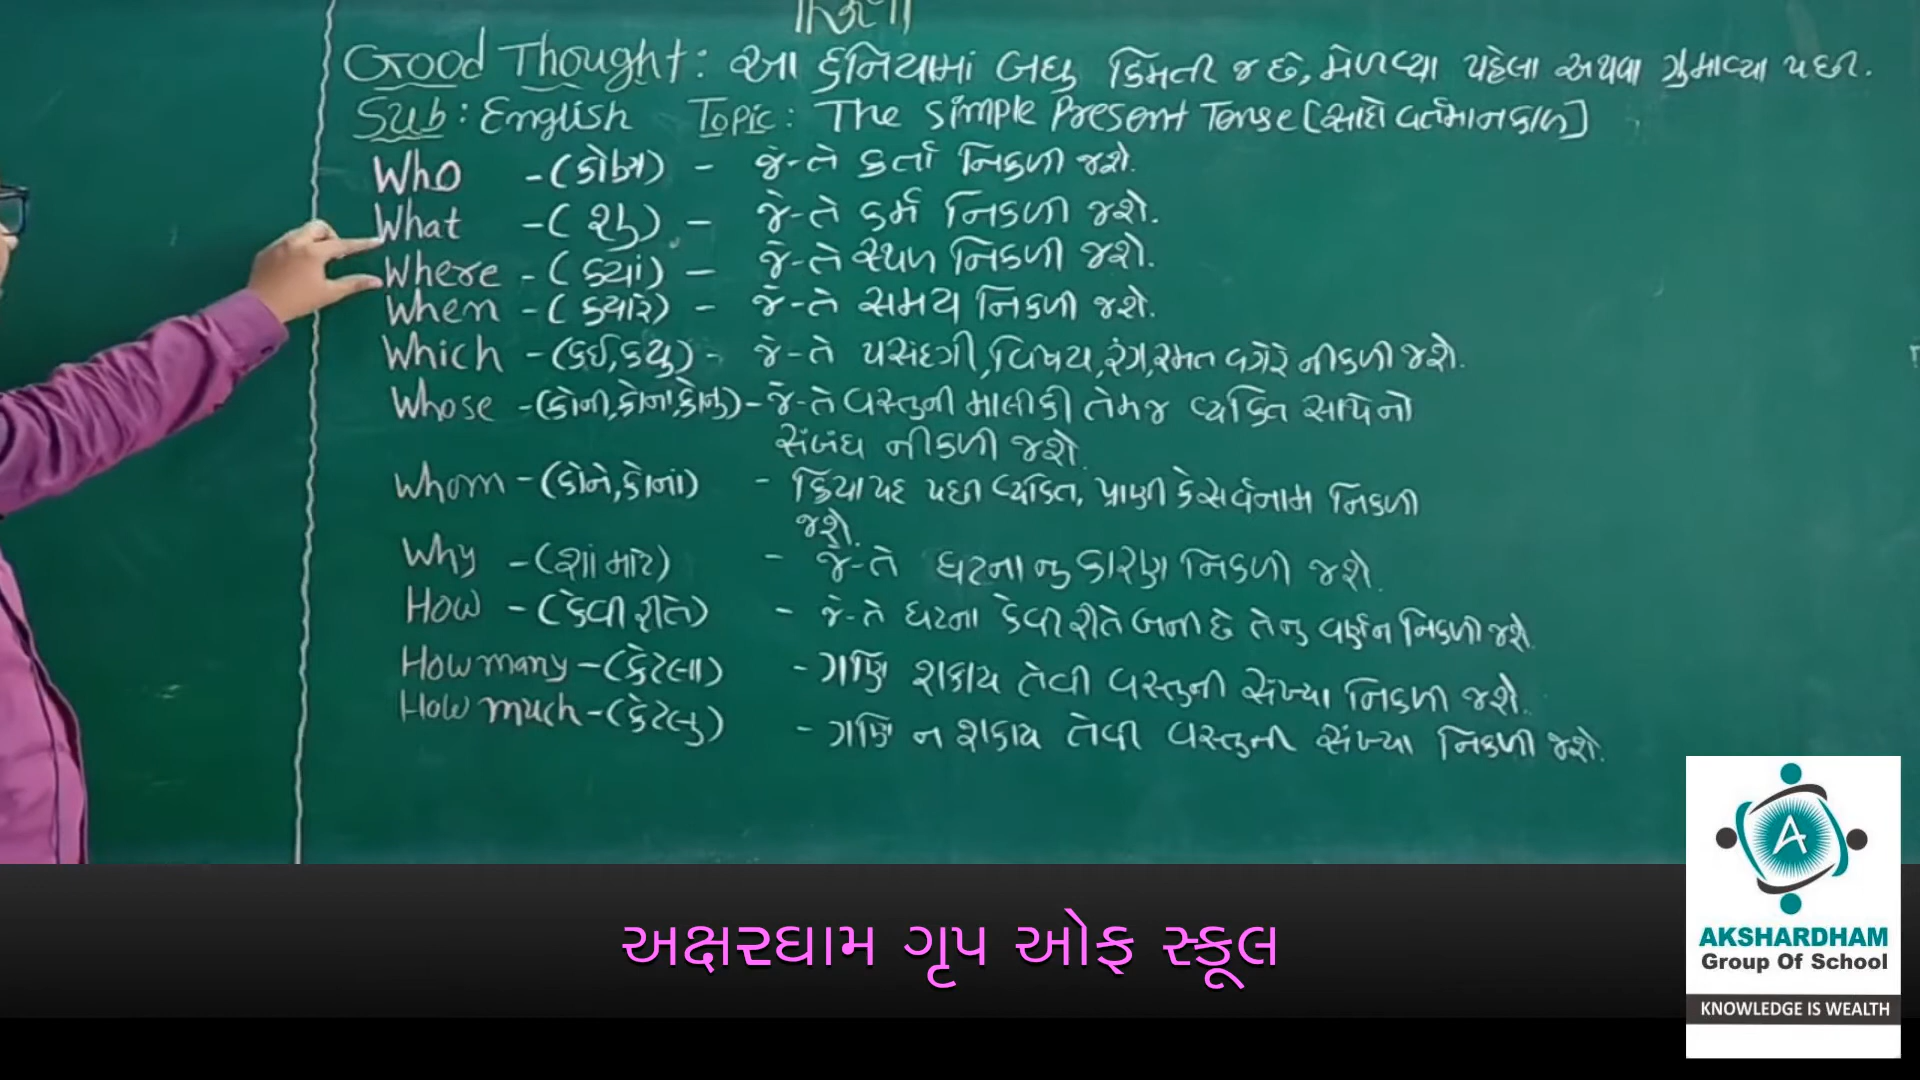 Good Thought : આ દુનિયામાં બધુ કિંમતી જ છે, મેળવ્યા પહેલા અથવા ગુમાવ્યા પછી.
Sub : English Topic : The Simple Present Tense [સાદો વર્તમાનકાળ]
Who - (કોણ) - જે-તે કર્તા નિકળી જશે.
What - (શુ) - જે-તે કર્મ નિકળી જશે.
Where - (કયાં) - જે-તે સ્થળ નિકળી જશે.
When - (કયારે) - જે-તે સમય નિકળી જશે.
Which - (કઈ,કયુ) - જે-તે પસંદગી,વિષય,રંગ,રમત વગેરે નીકળી જશે.
Whose - (કોની,કોના,કોનુ) - જે-તે વસ્તુની માલીકી તેમજ વ્યકિત સાથેનો
સંબંધ નીકળી જશે.
Whom - (કોને,કોનાં) - ક્રિયાપદ પછી વ્યકિત, પ્રાણી કે સર્વનામ નિકળી
જશે.
Why - (શાં માટે) - જે-તે ઘટના નુ કારણ નિકળી જશે.
How - (કેવી રીતે) - જે-તે ઘટના કેવી રીતે બની છે તેનુ વર્ણન નિકળી જશે.
How many - (કેટલા) - ગણિ શકાય તેવી વસ્તુની સંખ્યા નિકળી જશે.
How much - (કેટલુ) - ગણિ ન શકાય તેવી વસ્તુની સંખ્યા નિકળી જશે.
અક્ષરધામ ગૃપ ઓફ સ્કૂલ
A
AKSHARDHAM
Group Of School
KNOWLEDGE IS WEALTH